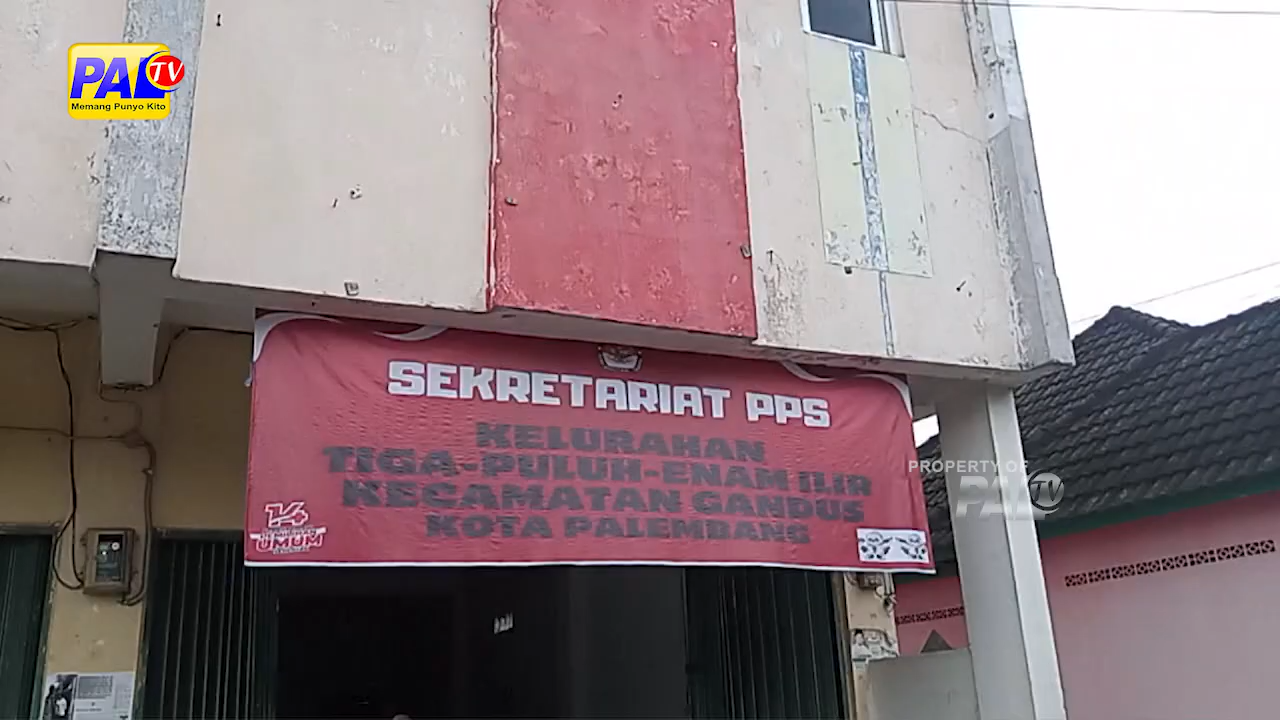 PAL TV
Memang Punyo Kito
SEKRETARIAT PPS
KELURAHAN
TIGA-PULUH-ENAM ILIR
KECAMATAN GANDUS
KOTA PALEMBANG
14
UMUM
PROPERTY OF
PAL TV